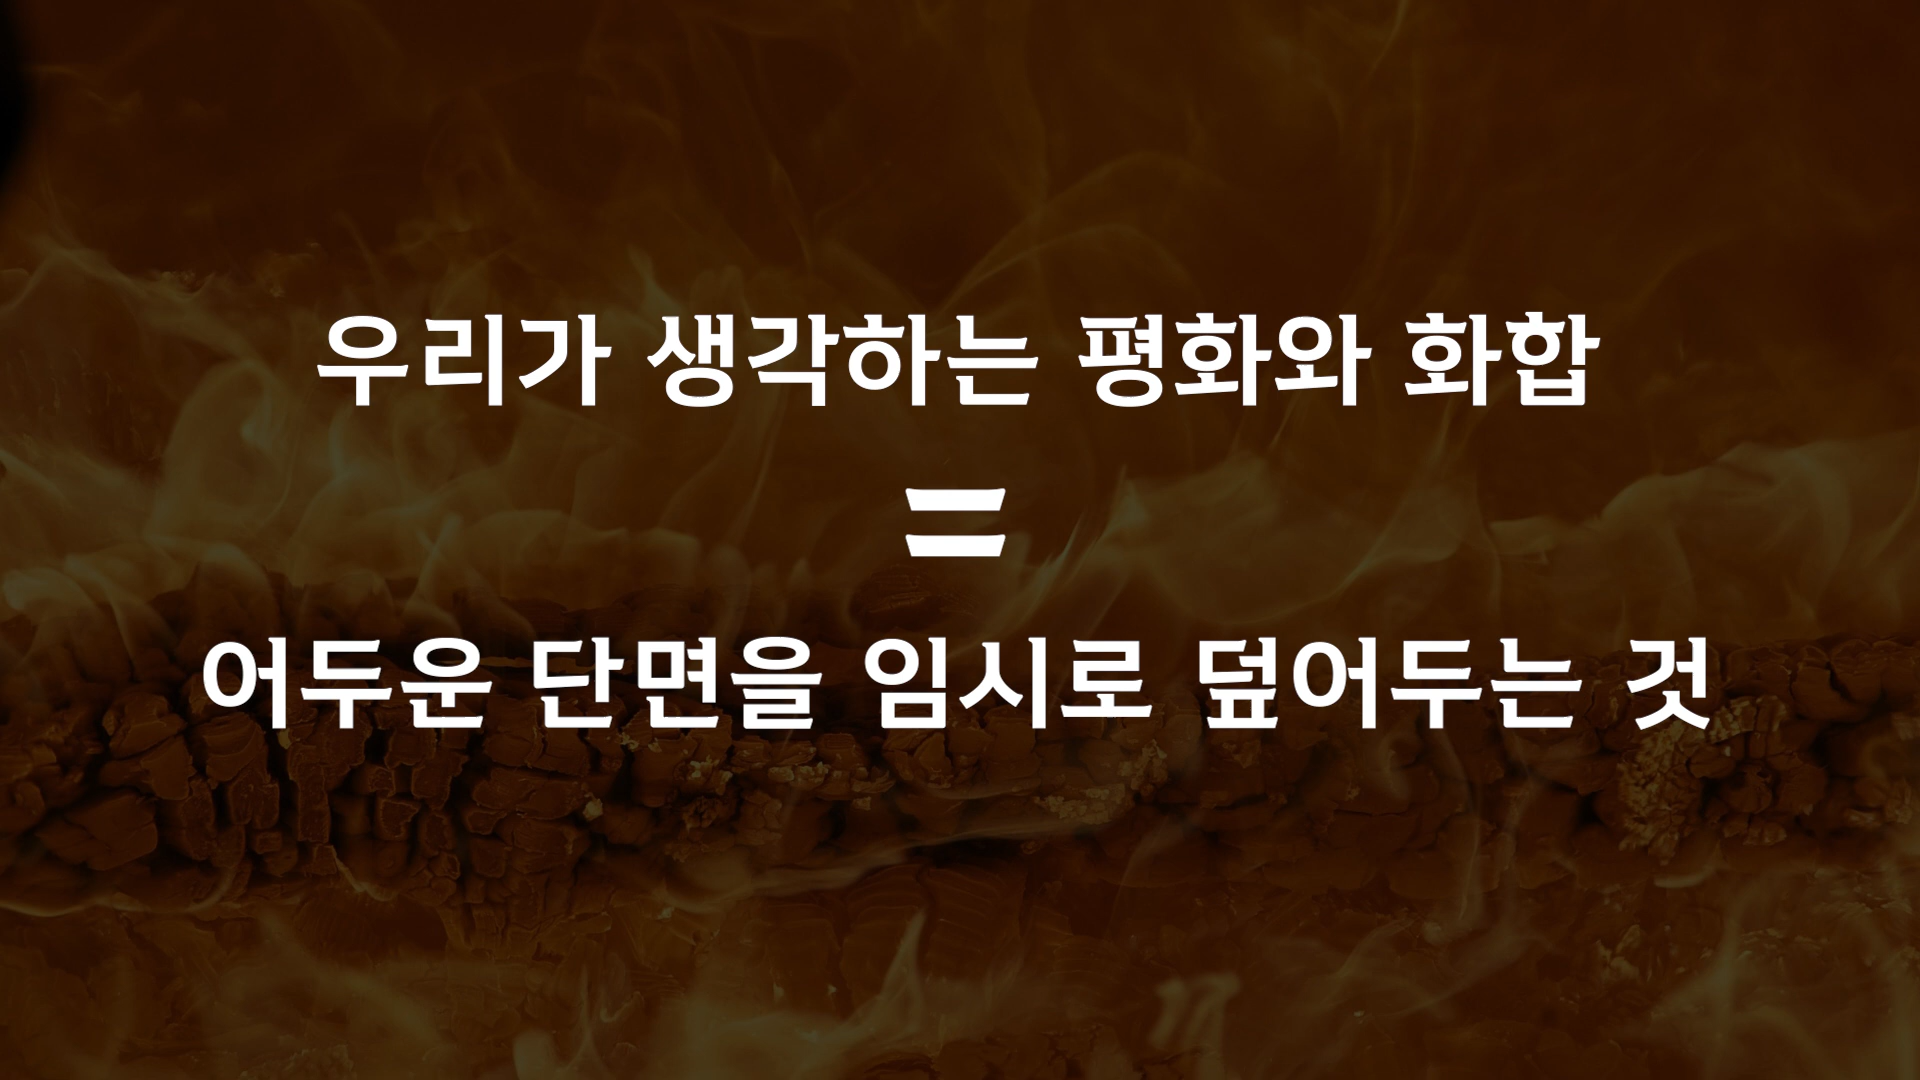 우리가 생각하는 평화와 화합
=
어두운 단면을 임시로 덮어두는 것